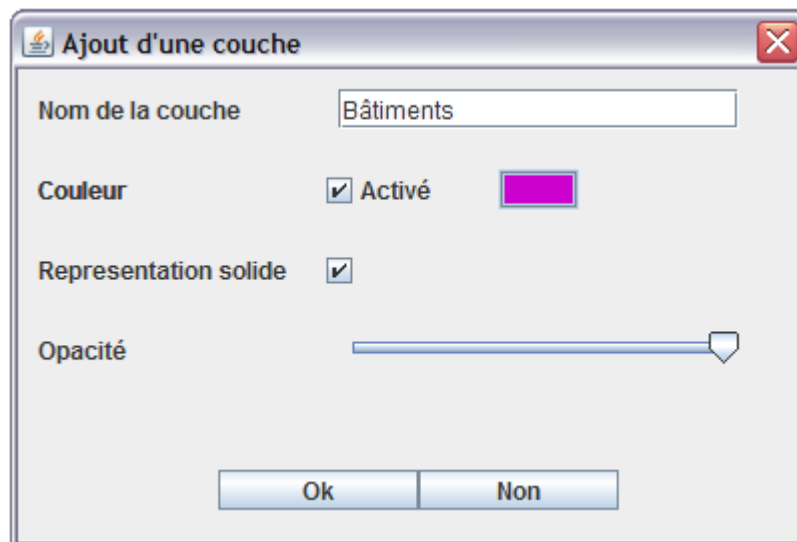 Ajout d'une couche
Nom de la couche Bâtiments
Couleur Activé
Representation solide
Opacité
Ok Non